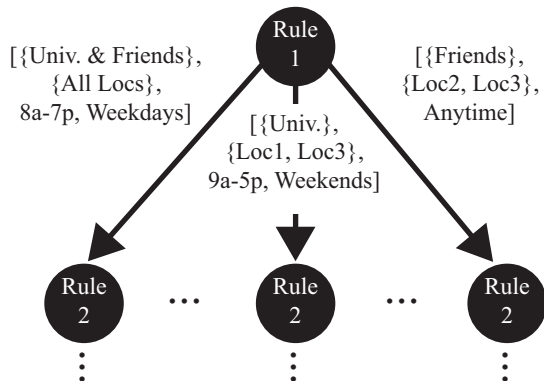 Rule
1
[{Univ. & Friends},
{All Locs},
8a-7p, Weekdays]
[{Univ.},
{Loc1, Loc3},
9a-5p, Weekends]
[{Friends},
{Loc2, Loc3},
Anytime]
Rule
2
...
Rule
2
...
Rule
2